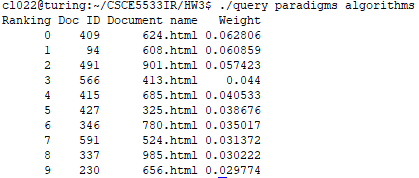 cl022@turing:~/CSCE5533IR/HW3$ ./query paradigms algorithms
Ranking Doc ID Document name Weight
0 409 624.html 0.062806
1 94 608.html 0.060859
2 491 901.html 0.057423
3 566 413.html 0.044
4 415 685.html 0.040533
5 427 325.html 0.038676
6 346 780.html 0.035017
7 591 524.html 0.031372
8 337 985.html 0.030222
9 230 656.html 0.029774